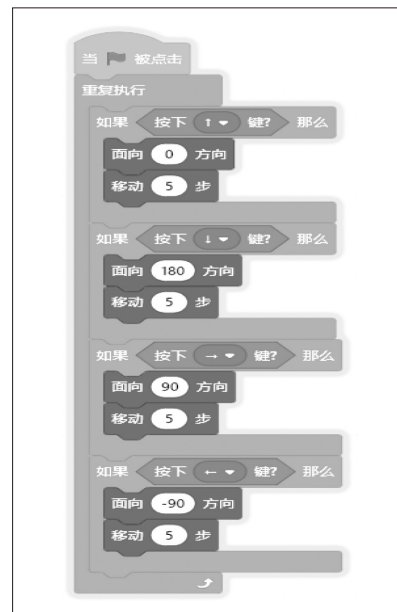 当 被点击
重复执行
如果 按下 ↑ 键? 那么
面向 0 方向
移动 5 步
如果 按下 ↓ 键? 那么
面向 180 方向
移动 5 步
如果 按下 → 键? 那么
面向 90 方向
移动 5 步
如果 按下 ← 键? 那么
面向 -90 方向
移动 5 步